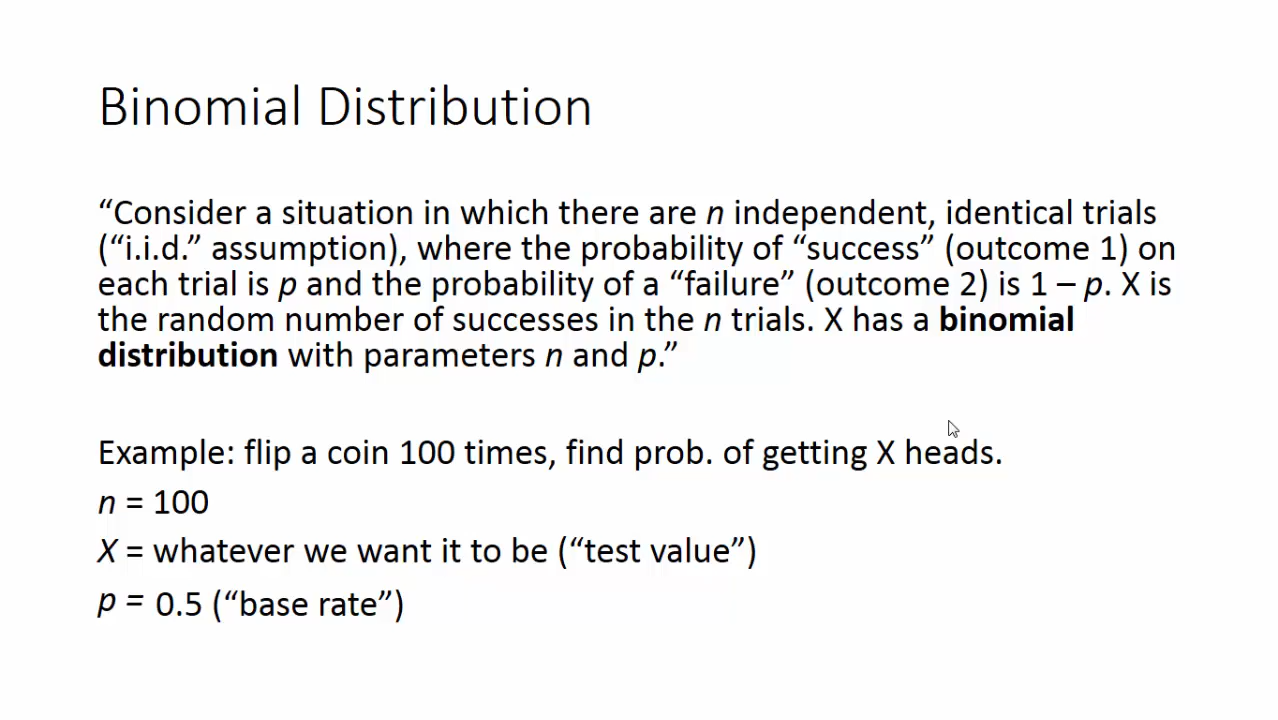 Binomial Distribution
“Consider a situation in which there are n independent, identical trials
(“i.i.d.” assumption), where the probability of “success” (outcome 1) on
each trial is p and the probability of a “failure” (outcome 2) is 1 – p. X is
the random number of successes in the n trials. X has a binomial
distribution with parameters n and p.”
Example: flip a coin 100 times, find prob. of getting X heads.
n = 100
X = whatever we want it to be (“test value”)
p = 0.5 (“base rate”)